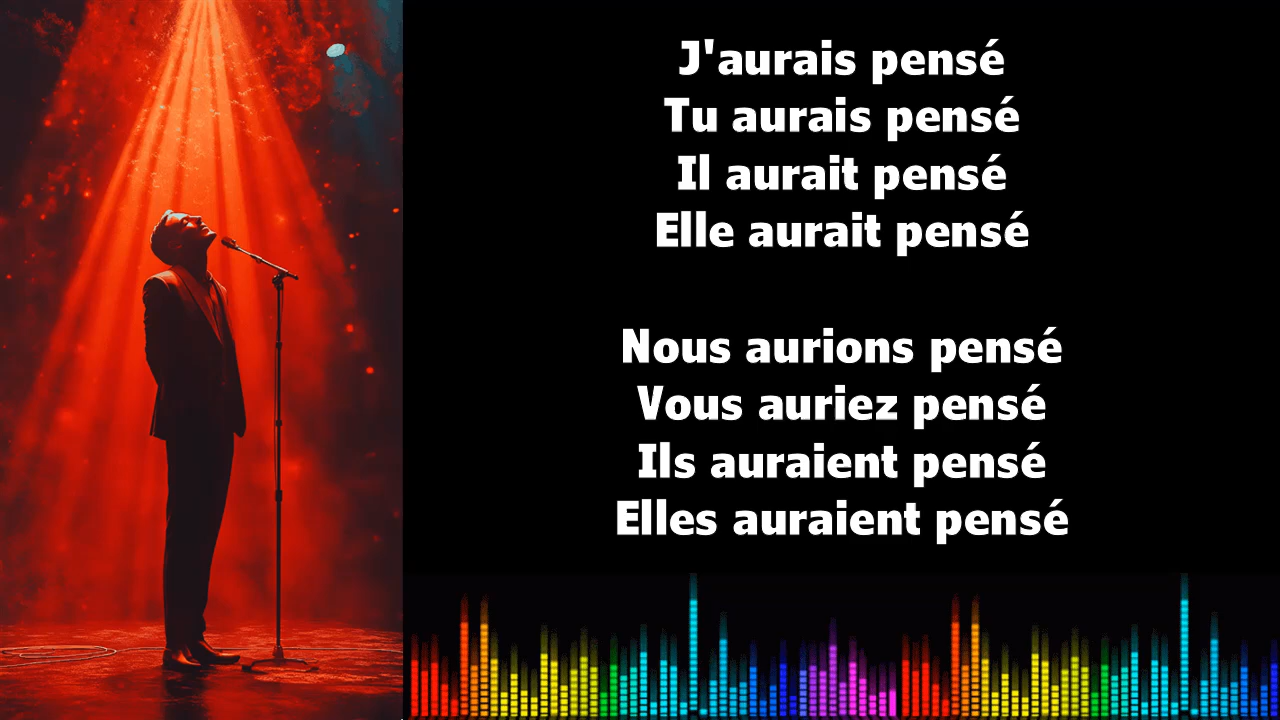 J'aurais pensé
Tu aurais pensé
Il aurait pensé
Elle aurait pensé
Nous aurions pensé
Vous auriez pensé
Ils auraient pensé
Elles auraient pensé